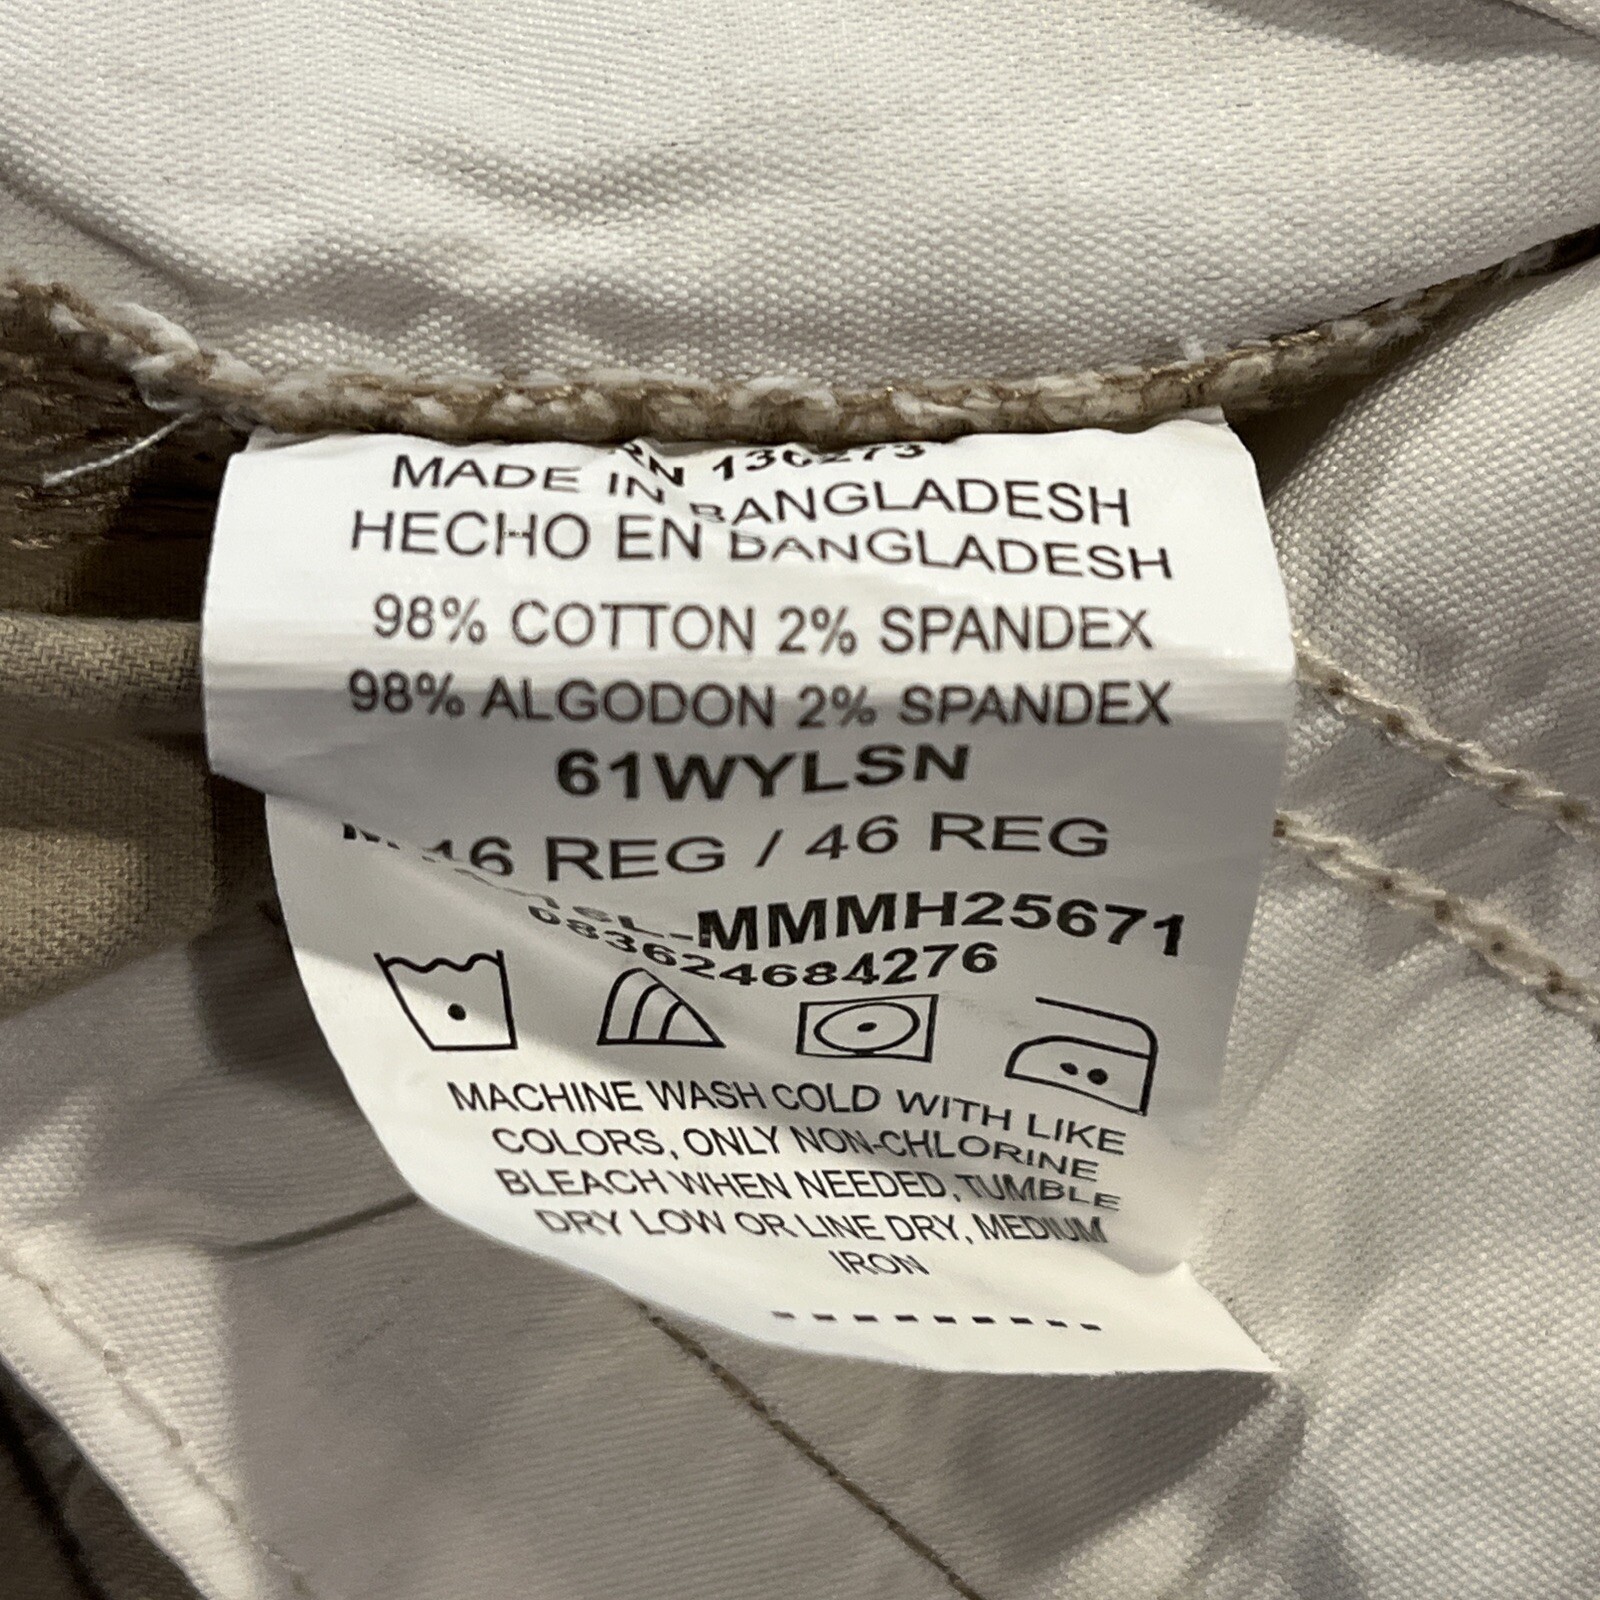 RN
MADE IN BANGLADESH
HECHO EN BANGLADESH
98% COTTON 2% SPANDEX
98% ALGODON 2% SPANDEX
61WYLSN
REG / 46 REG
MMMH25671
083624684276
MACHINE WASH COLD WITH LIKE
COLORS, ONLY NON-CHLORINE
BLEACH WHEN NEEDED, TUMBLE
DRY LOW OR LINE DRY, MEDIUM
IRON
---------